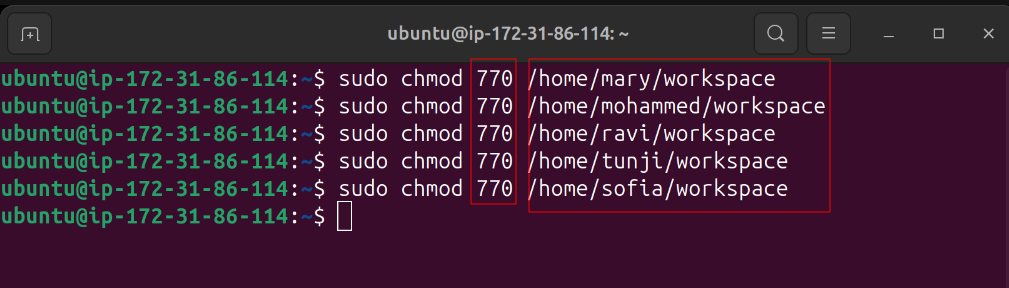 ubuntu@ip-172-31-86-114: ~
ubuntu@ip-172-31-86-114:~$ sudo chmod 770 /home/mary/workspace
ubuntu@ip-172-31-86-114:~$ sudo chmod 770 /home/mohammed/workspace
ubuntu@ip-172-31-86-114:~$ sudo chmod 770 /home/ravi/workspace
ubuntu@ip-172-31-86-114:~$ sudo chmod 770 /home/tunji/workspace
ubuntu@ip-172-31-86-114:~$ sudo chmod 770 /home/sofia/workspace
ubuntu@ip-172-31-86-114:~$